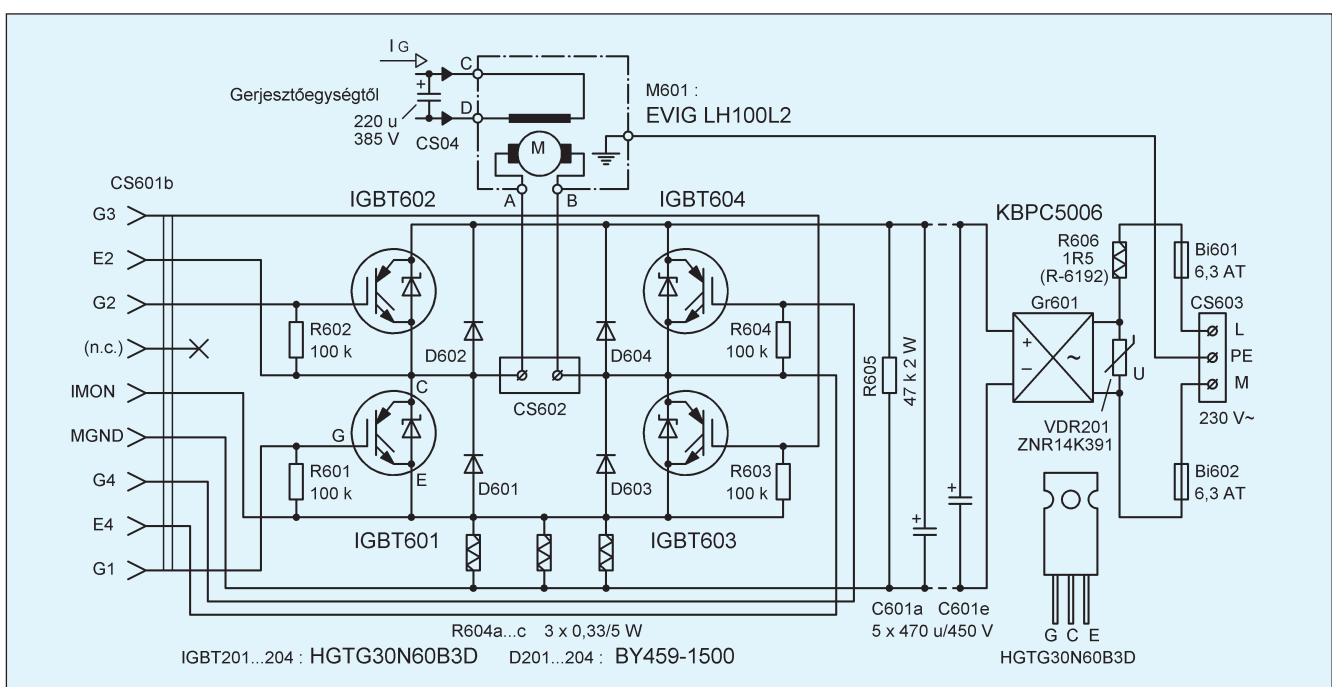 I G
C
Gerjesztőegységtől
+
220 u
385 V
D
CS04
M601 :
EVIG LH100L2
M
A
B
CS601b
G3
E2
G2
(n.c.)
IMON
MGND
G4
E4
G1
IGBT602
IGBT604
R602
100 k
D602
D604
R604
100 k
C
CS602
G
E
R601
100 k
D601
D603
R603
100 k
IGBT601
IGBT603
R605
47 k 2 W
+
+
KBPC5006
R606
1R5
(R-6192)
Bi601
6,3 AT
Gr601
+
~
−
CS603
L
PE
M
U
230 V~
VDR201
ZNR14K391
Bi602
6,3 AT
C601a
C601e
5 x 470 u/450 V
R604a...c 3 x 0,33/5 W
IGBT201...204 : HGTG30N60B3D
D201...204 : BY459-1500
G C E
HGTG30N60B3D